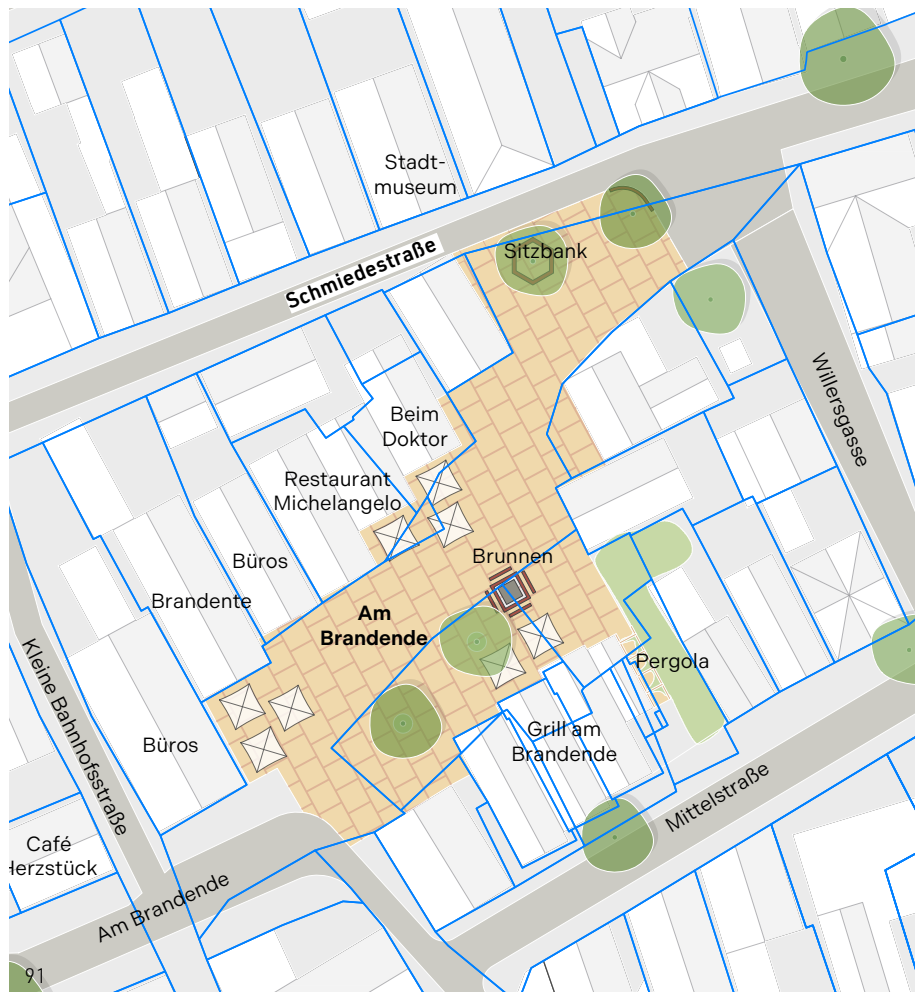 Stadt-
museum
Schmiedestraße
Sitzbank
Willersgasse
Beim
Doktor
Restaurant
Michelangelo
Büros
Brunnen
Brandente
Am
Brandende
Pergola
Kleine Bahnhofsstraße
Büros
Grill am
Brandende
Mittelstraße
Café
Herzstück
Am Brandende
91